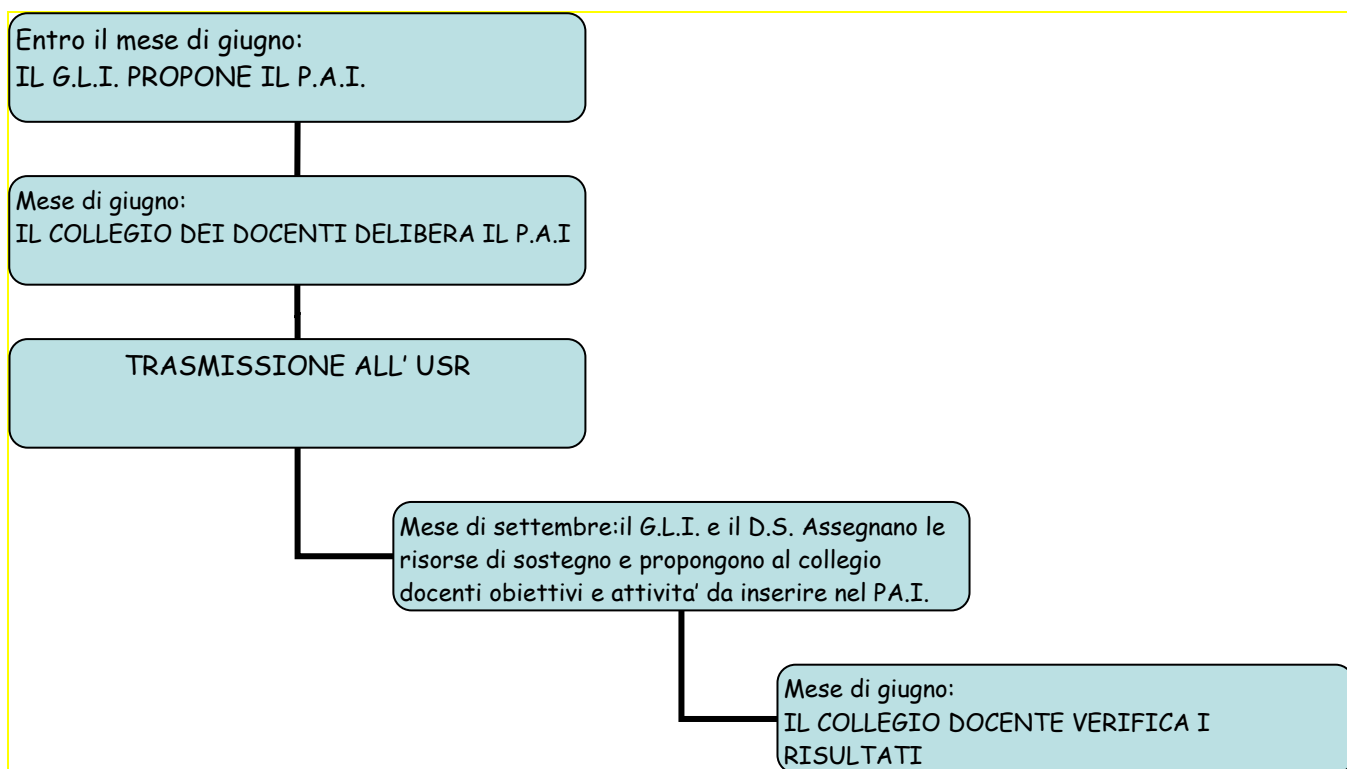 Entro il mese di giugno:
IL G.L.I. PROPONE IL P.A.I.
Mese di giugno:
IL COLLEGIO DEI DOCENTI DELIBERA IL P.A.I
TRASMISSIONE ALL' USR
Mese di settembre:il G.L.I. e il D.S. Assegnano le
risorse di sostegno e propongono al collegio
docenti obiettivi e attivita' da inserire nel PA.I.
Mese di giugno:
IL COLLEGIO DOCENTE VERIFICA I
RISULTATI